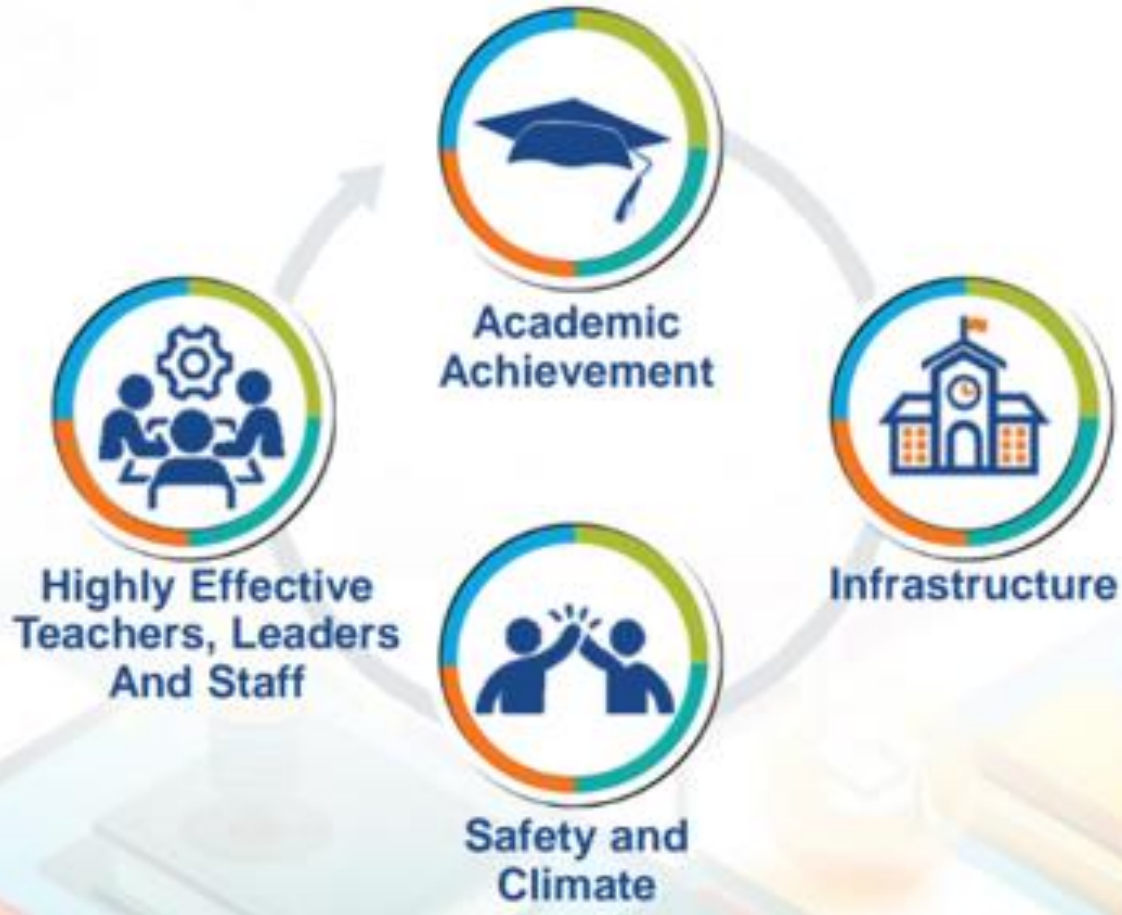 Academic
Achievement
Infrastructure
Safety and
Climate
Highly Effective
Teachers, Leaders
And Staff